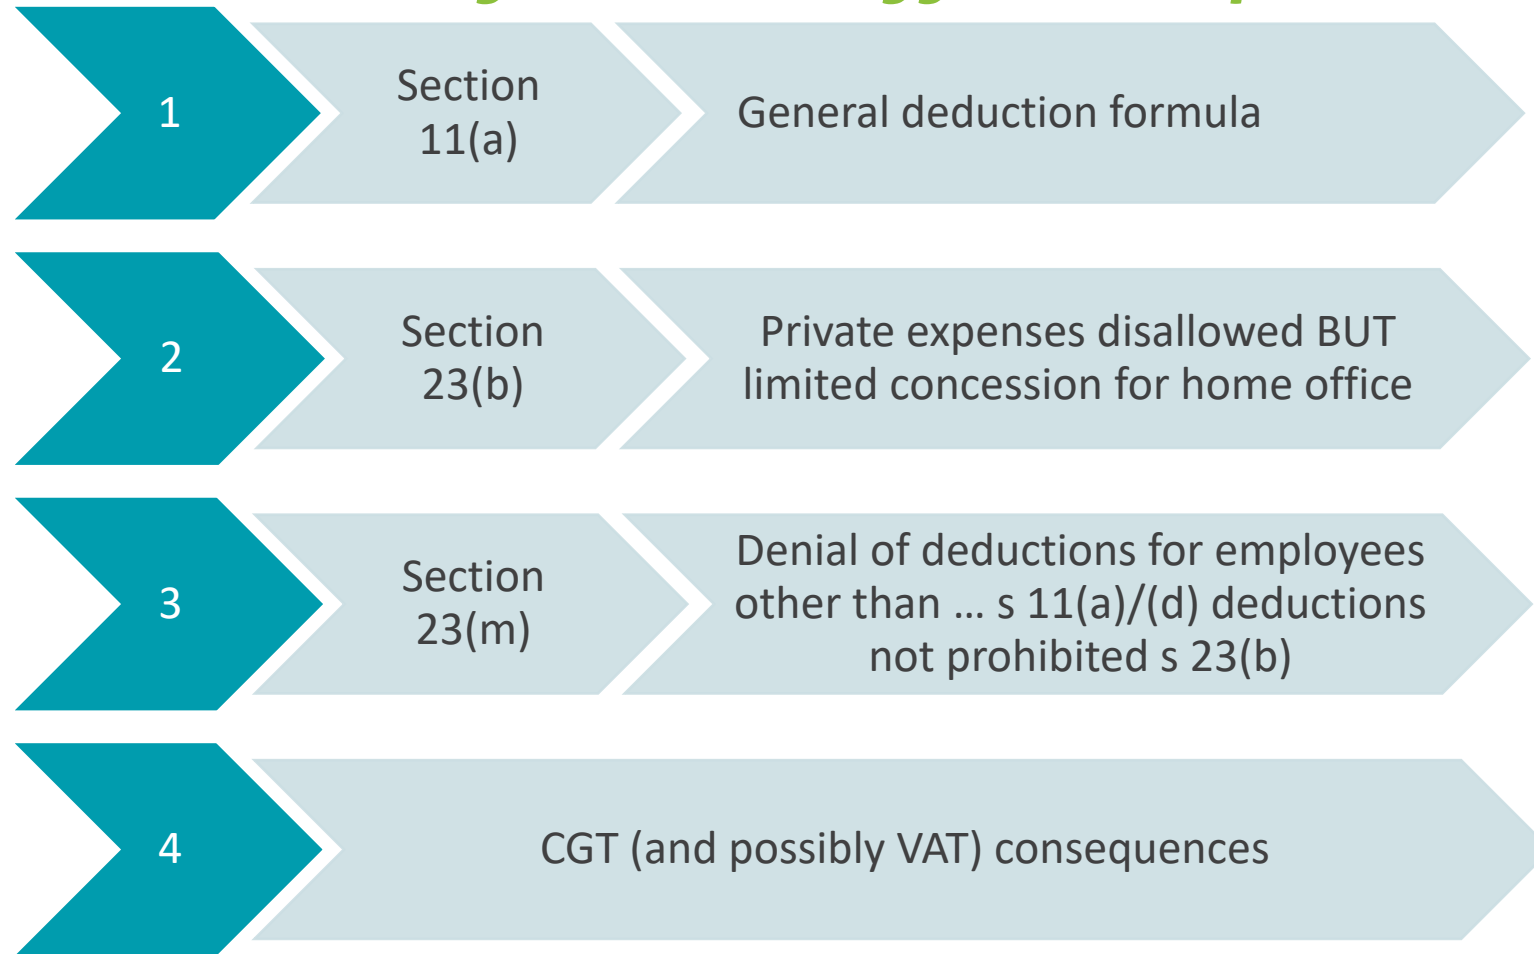 1
Section
11(a)
General deduction formula
2
Section
23(b)
Private expenses disallowed BUT
limited concession for home office
3
Section
23(m)
Denial of deductions for employees
other than … s 11(a)/(d) deductions
not prohibited s 23(b)
4
CGT (and possibly VAT) consequences